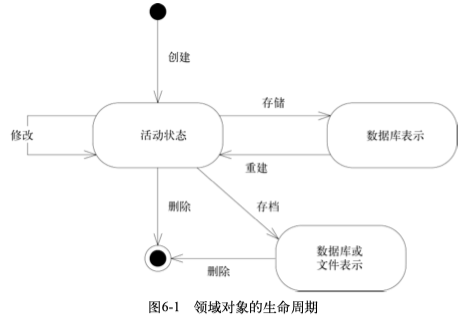 创建
存储
修改
活动状态
数据库表示
重建
删除
存档
数据库或
文件表示
删除
图6-1 领域对象的生命周期